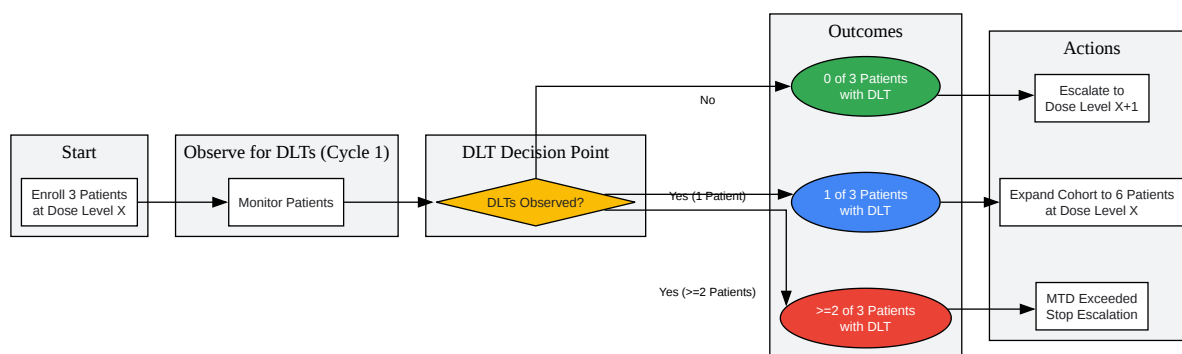 Start
Enroll 3 Patients
at Dose Level X
Observe for DLTs (Cycle 1)
Monitor Patients
DLT Decision Point
DLTs Observed?
No
Yes (1 Patient)
Yes (>=2 Patients)
Outcomes
0 of 3 Patients
with DLT
1 of 3 Patients
with DLT
>=2 of 3 Patients
with DLT
Actions
Escalate to
Dose Level X+1
Expand Cohort to 6 Patients
at Dose Level X
MTD Exceeded
Stop Escalation